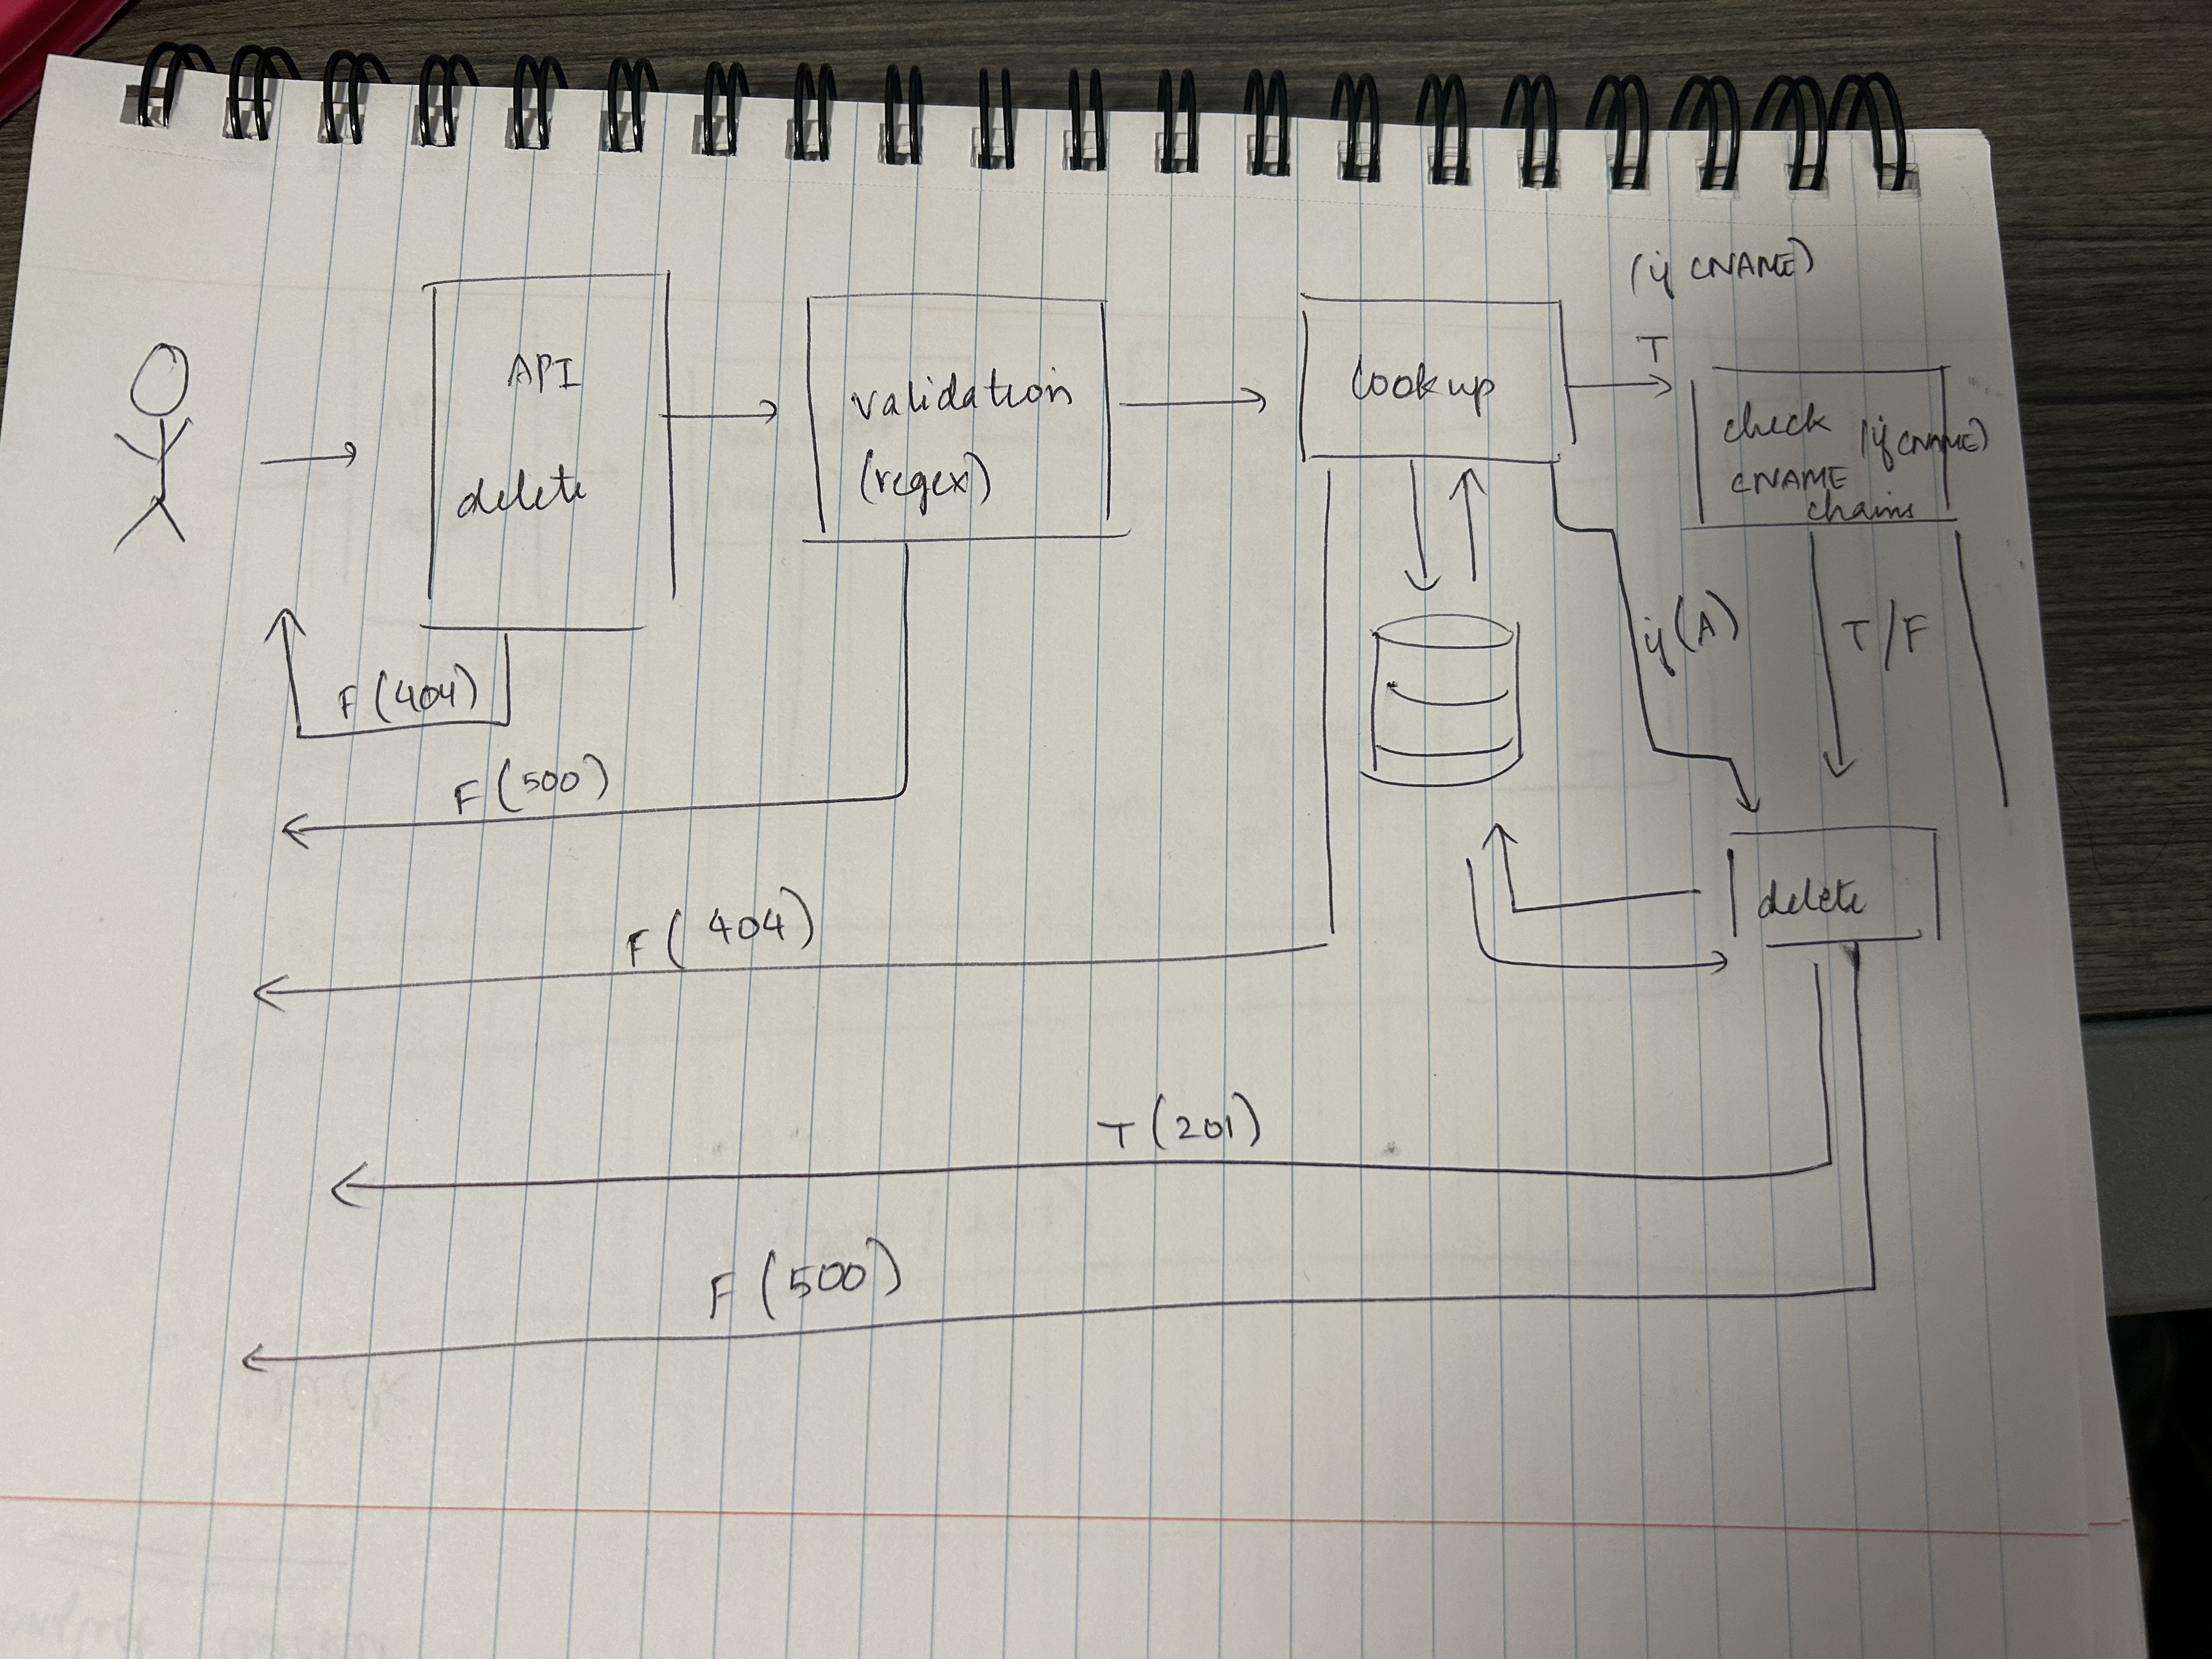 API
delete
validation
(regex)
lookup
T
(if CNAME)
check (if CNAME)
CNAME
chains
F(404)
F(500)
F(404)
if(A)
T/F
delete
T(201)
F(500)